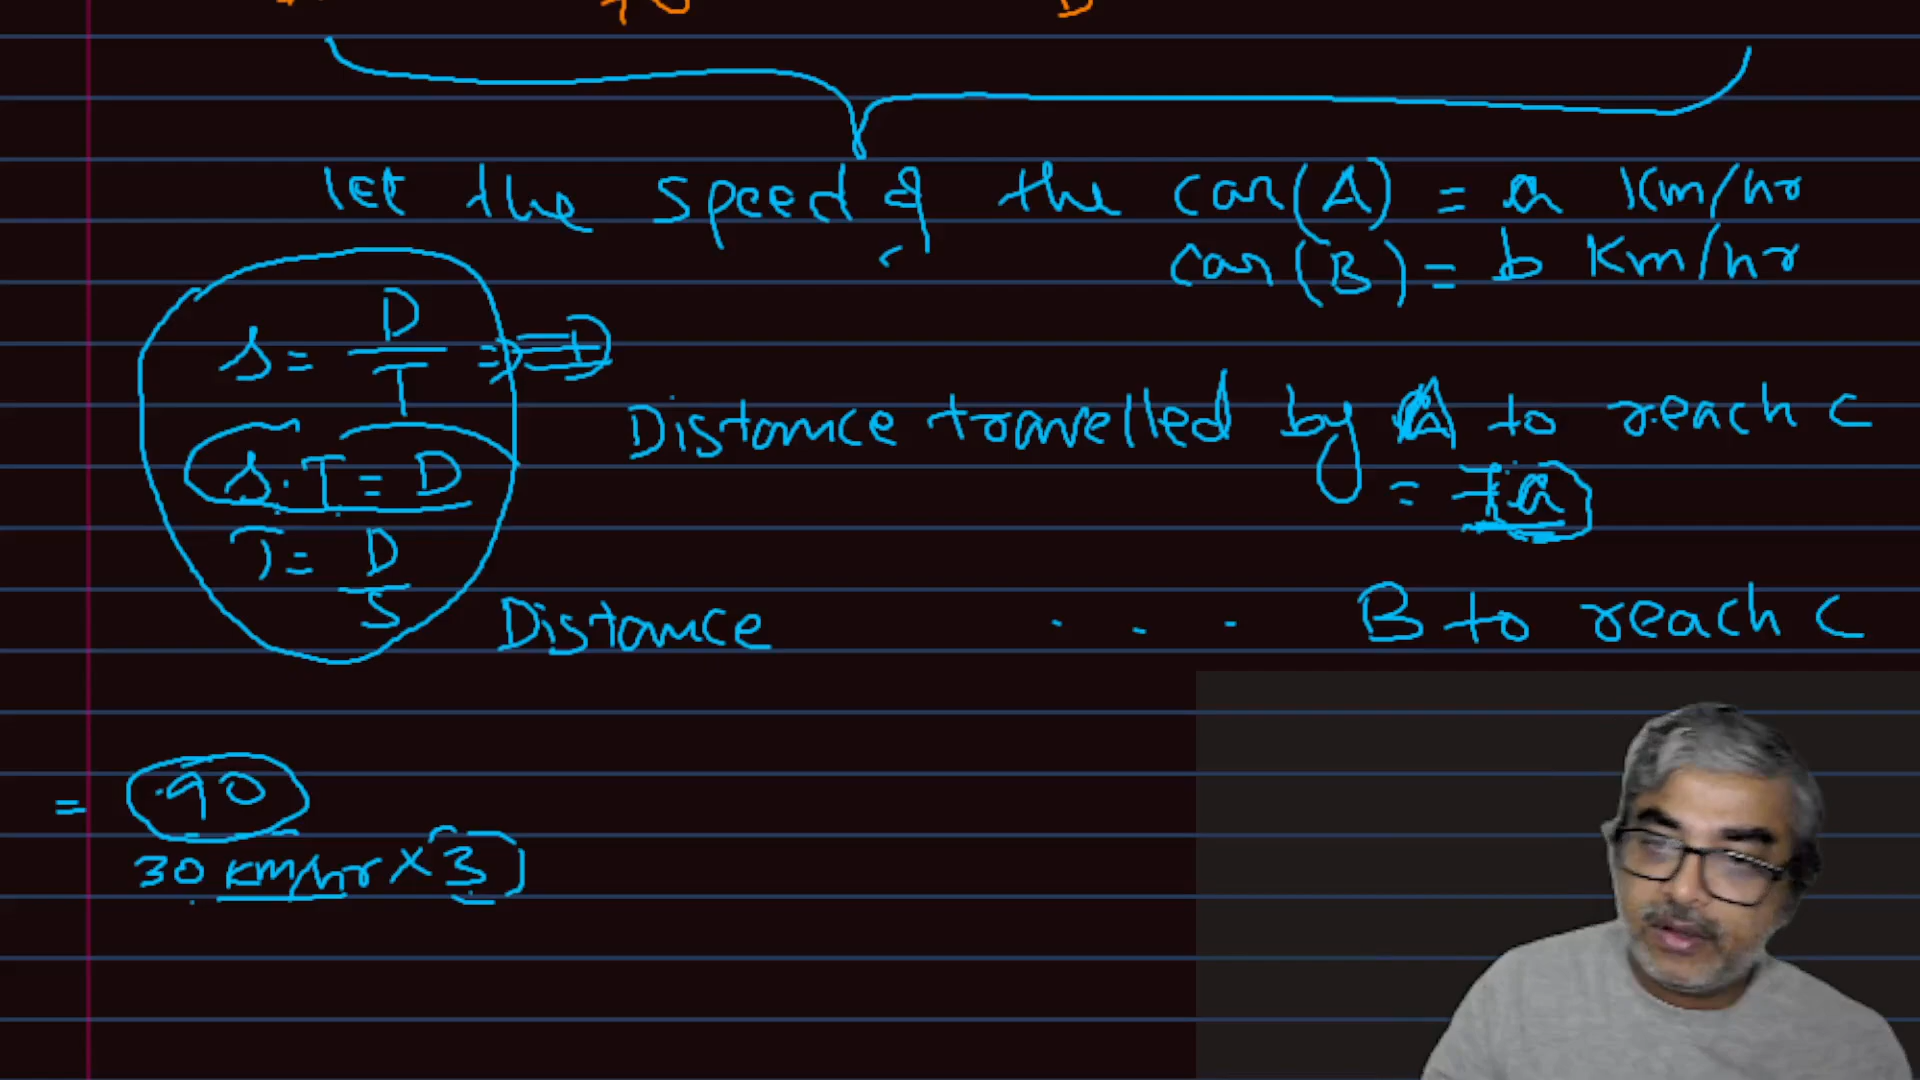 let the speed of the car(A) = a Km/hr
car(B) = b Km/hr
S = D/T =>
Distance travelled by A to reach C
S.T = D
= 7a
T = D/S
Distance . . . B to reach C
= 90
30 km/hr × 3